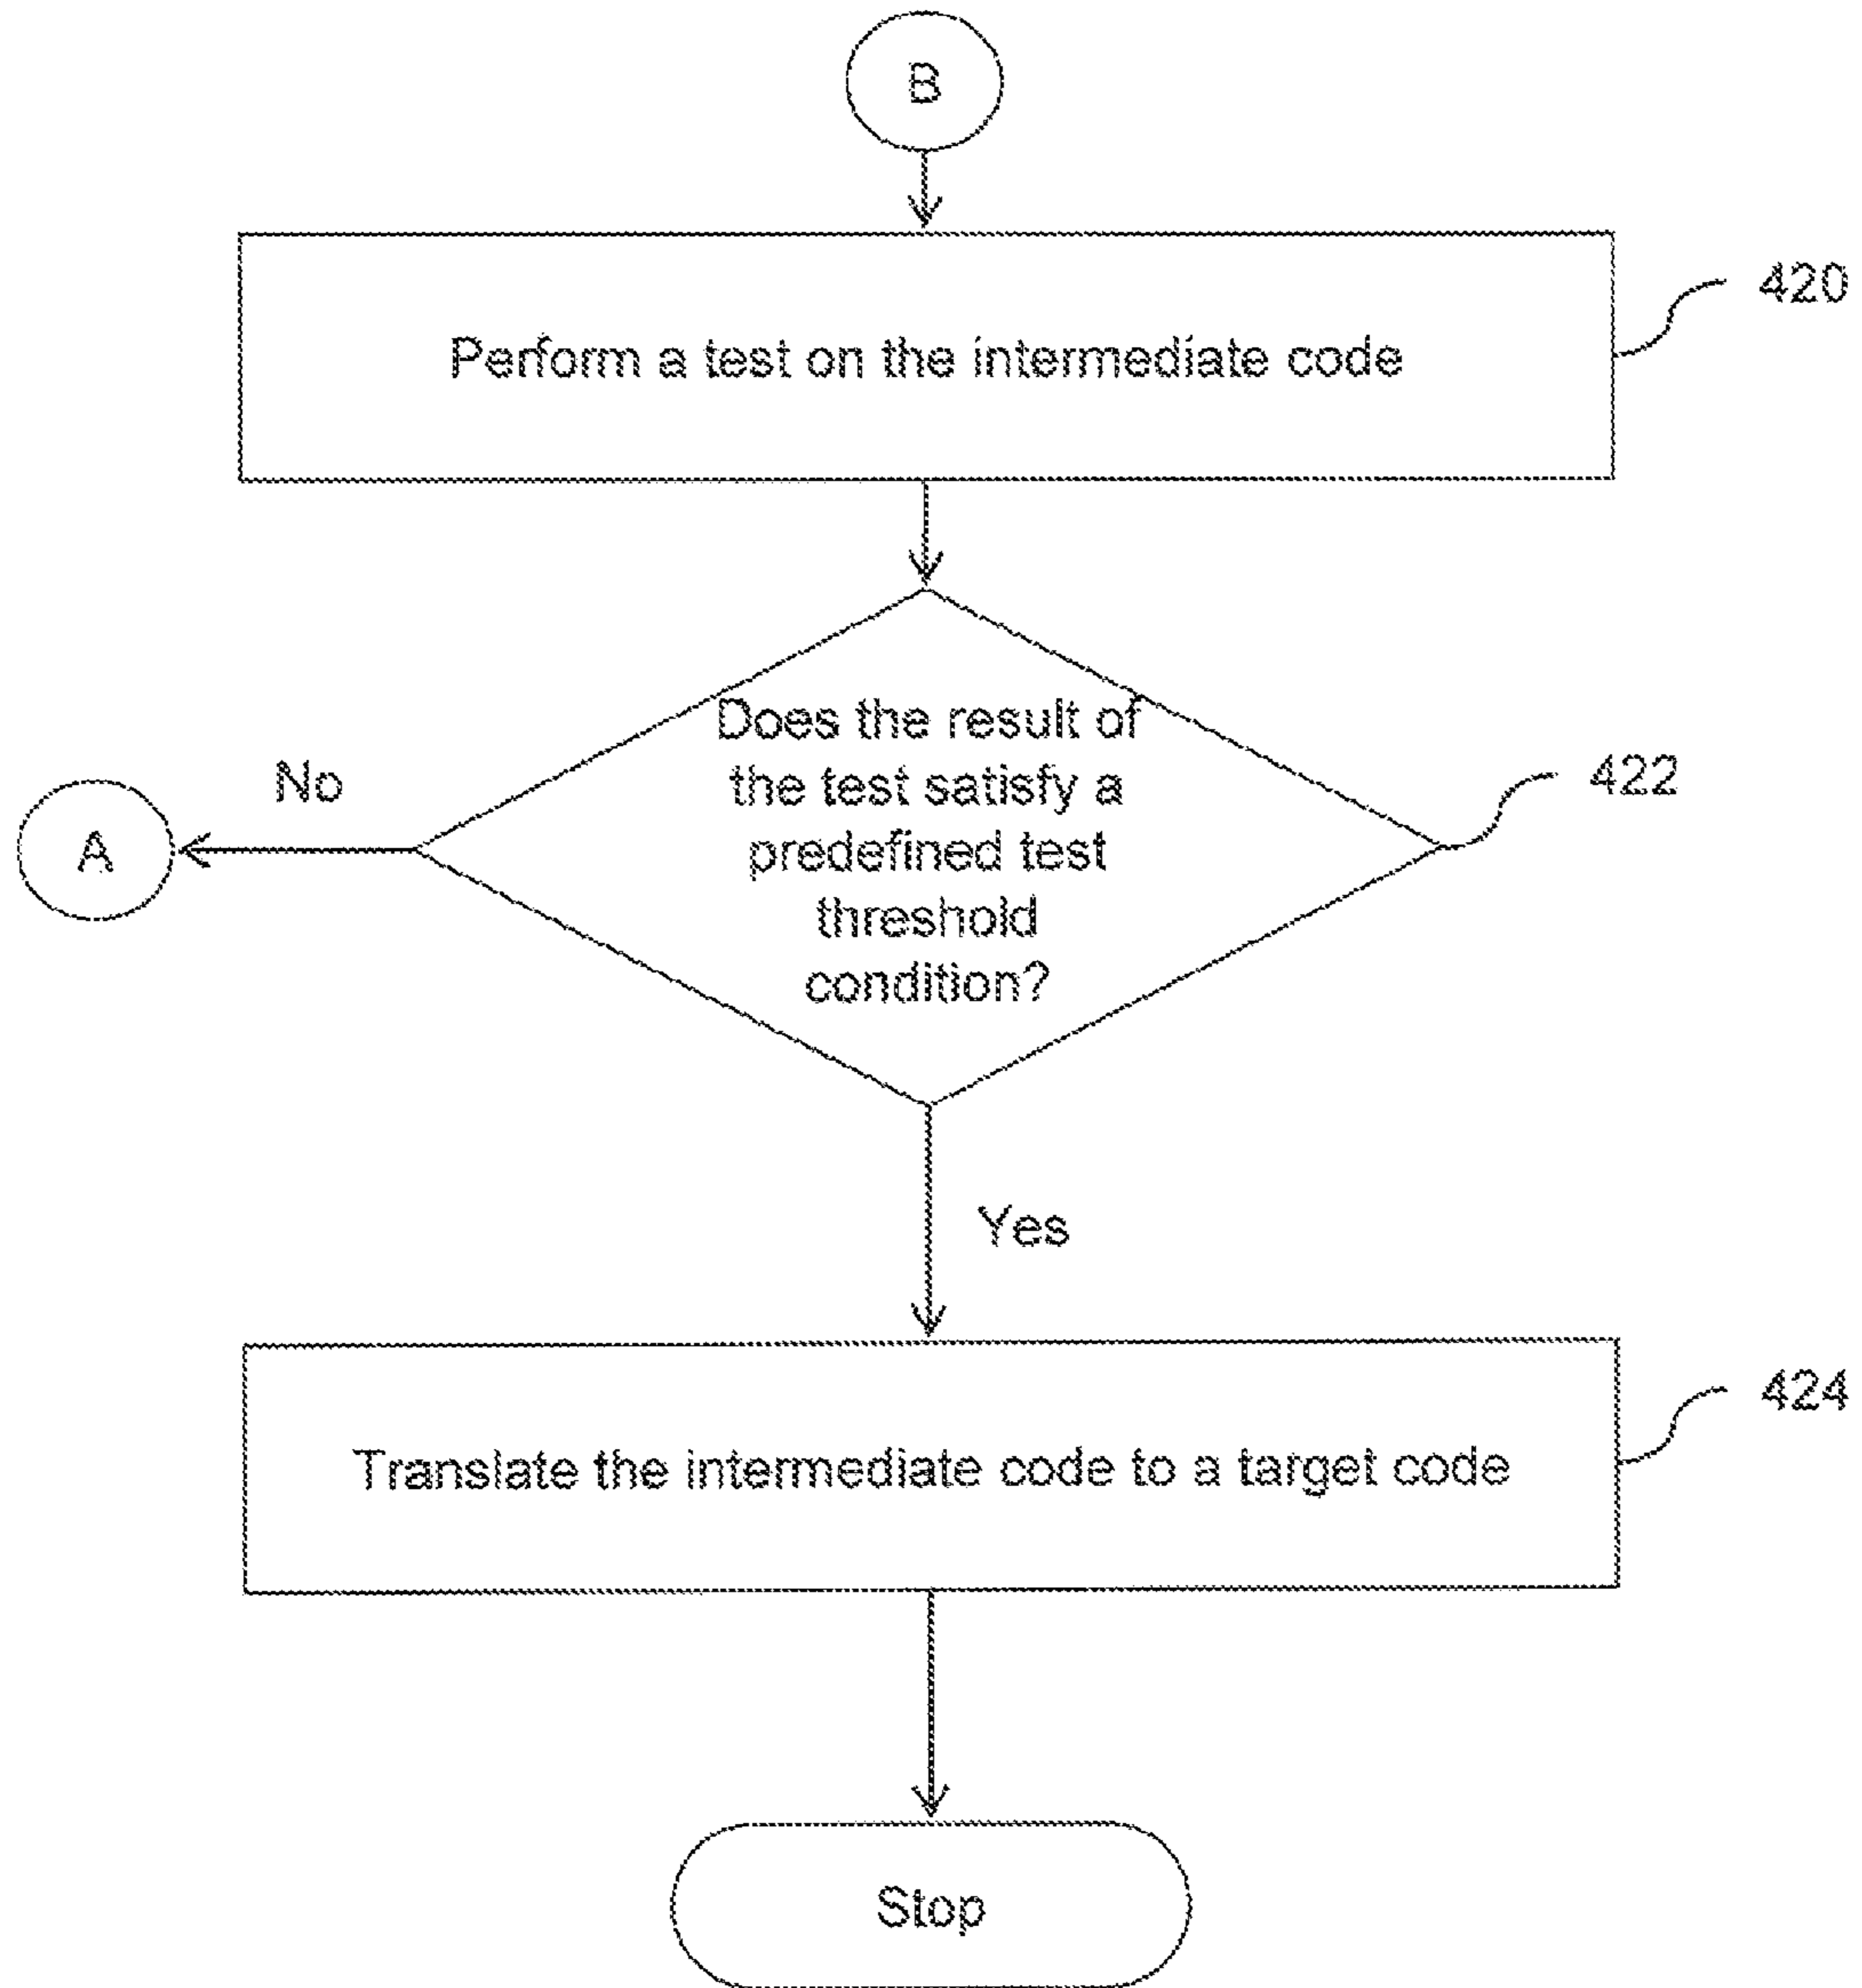 B
Perform a test on the intermediate code
420
Does the result of
the test satisfy a
predefined test
threshold
condition?
422
No
A
Yes
Translate the intermediate code to a target code
424
Stop